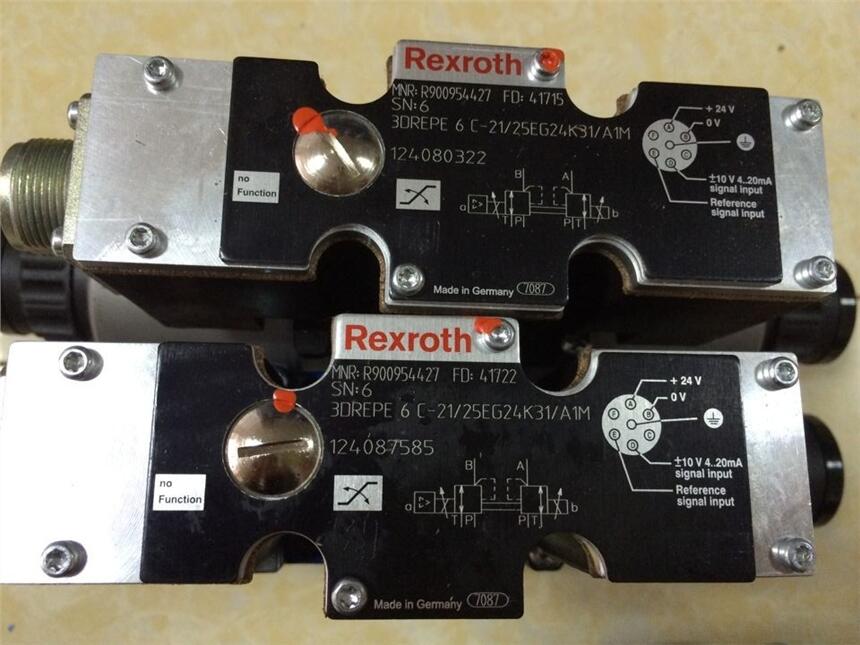 Rexroth
MNR: R900954427 FD: 41715
SN: 6
3DREPE 6 C-21/25EG24K31/A1M
124080322
no
Function
B A
a b
T P P T
Made in Germany 7087
+ 24 V
0 V
F A B
E D C
±10 V 4..20mA
signal input
Reference
signal input
Rexroth
MNR: R900954427 FD: 41722
SN: 6
3DREPE 6 C-21/25EG24K31/A1M
124087585
no
Function
B A
a b
T P P T
Made in Germany 7087
+ 24 V
0 V
F A B
E D C
±10 V 4..20mA
signal input
Reference
signal input